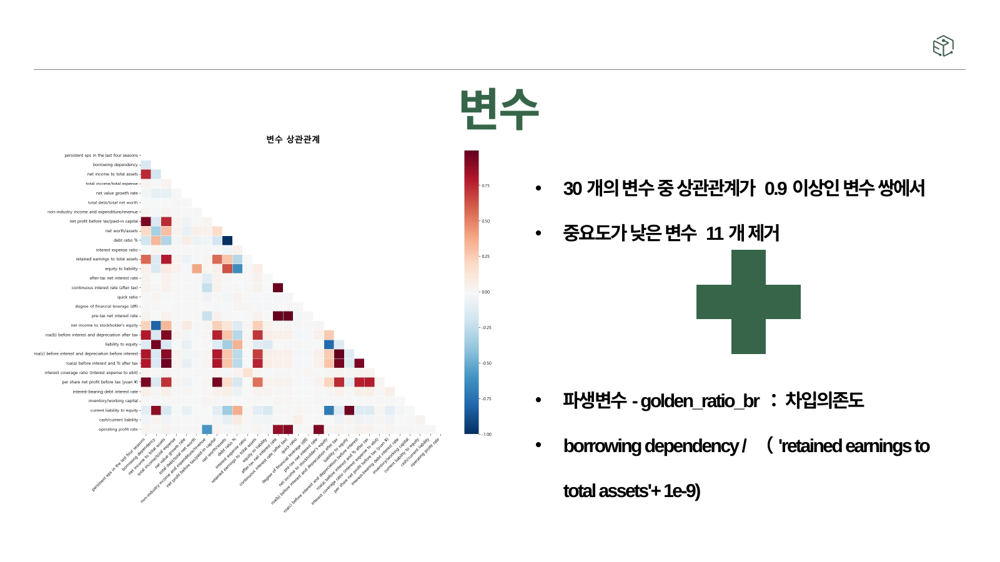 변수
변수 상관관계
persistent eps in the last four seasons
borrowing dependency
net income to total assets
total income/total expense
net value growth rate
total debt/total net worth
non-industry income and expenditure/revenue
net profit before tax/paid-in capital
net worth/assets
debt ratio %
interest expense ratio
retained earnings to total assets
equity to liability
after-tax net interest rate
continuous interest rate (after tax)
quick ratio
degree of financial leverage (dfl)
pre-tax net interest rate
net income to stockholder's equity
roa(b) before interest and depreciation after tax
liability to equity
roa(c) before interest and depreciation before interest
roa(a) before interest and % after tax
interest coverage ratio (interest expense to ebit)
per share net profit before tax (yuan ¥)
interest-bearing debt interest rate
inventory/working capital
current liability to equity
cash/current liability
operating profit rate
persistent eps in the last four seasons
borrowing dependency
net income to total assets
total income/total expense
net value growth rate
total debt/total net worth
non-industry income and expenditure/revenue
net profit before tax/paid-in capital
net worth/assets
debt ratio %
interest expense ratio
retained earnings to total assets
equity to liability
after-tax net interest rate
continuous interest rate (after tax)
quick ratio
degree of financial leverage (dfl)
pre-tax net interest rate
net income to stockholder's equity
roa(b) before interest and depreciation after tax
liability to equity
roa(c) before interest and depreciation before interest
roa(a) before interest and % after tax
interest coverage ratio (interest expense to ebit)
per share net profit before tax (yuan ¥)
interest-bearing debt interest rate
inventory/working capital
current liability to equity
cash/current liability
operating profit rate
0.75
0.50
0.25
0.00
-0.25
-0.50
-0.75
-1.00
• 30 개의 변수 중 상관관계가 0.9 이상인 변수 쌍에서
• 중요도가 낮은 변수 11 개 제거
• 파생변수 - golden_ratio_br : 차입의존도
• borrowing dependency / ( 'retained earnings to
total assets'+ 1e-9)